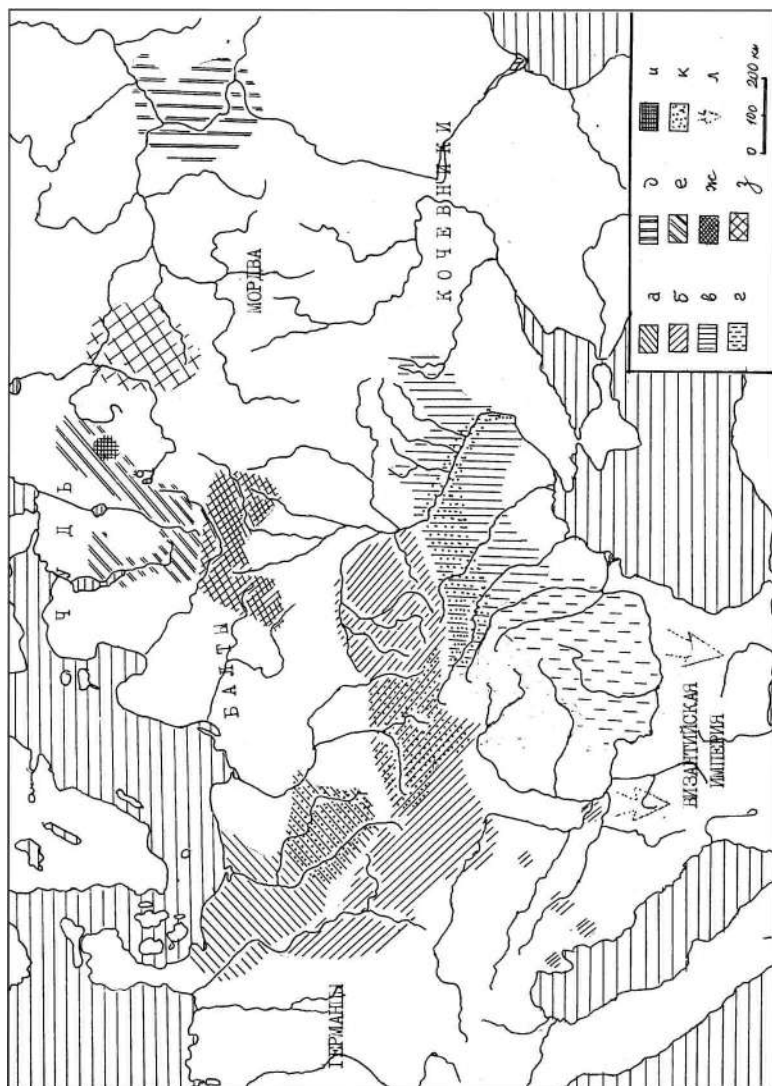 ЧУДЬ
МОРДВА
БАЛТЫ
КОЧЕВНИКИ
ГЕРМАНЦЫ
ВИЗАНТИЙСКАЯ
ИМПЕРИЯ
а
б
в
г
д
е
ж
з
и
к
л
0 100 200 км